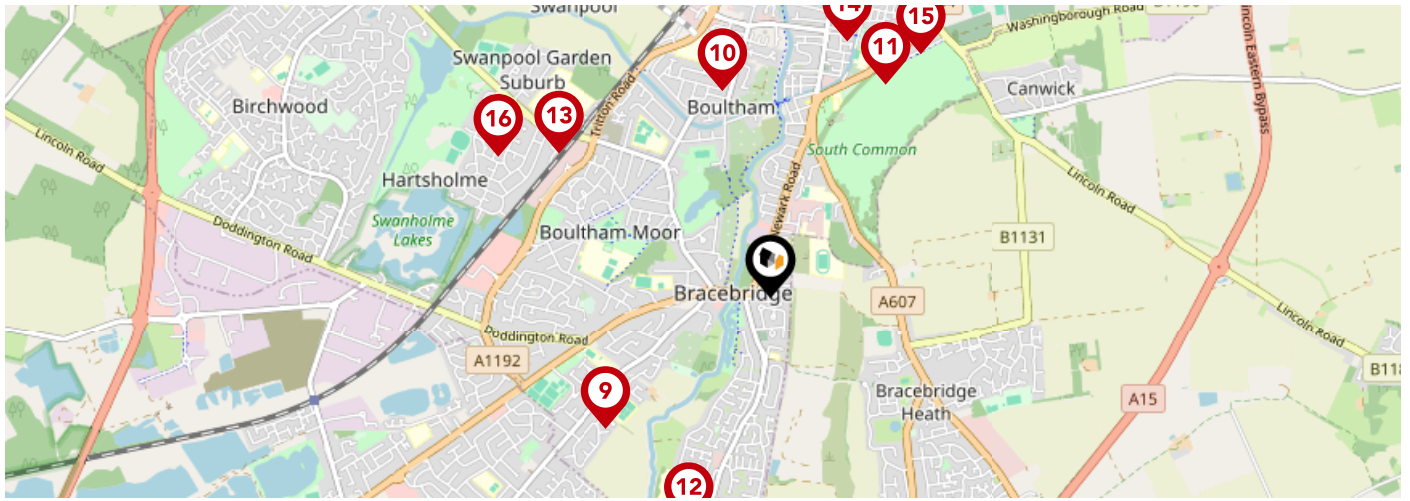 Swanpool
14
15
Washingborough Road
Lincoln Eastern Bypass
10
11
Swanpool Garden
Suburb
Tritton Road
Canwick
Birchwood
Boultham
16
13
Lincoln Road
South Common
Hartsholme
Lincoln Road
Newark Road
Swanholme
Lakes
Doddington Road
Boultham Moor
B1131
Bracebridge
A607
Lincoln Road
Doddington Road
A1192
B118
9
Bracebridge
Heath
A15
12